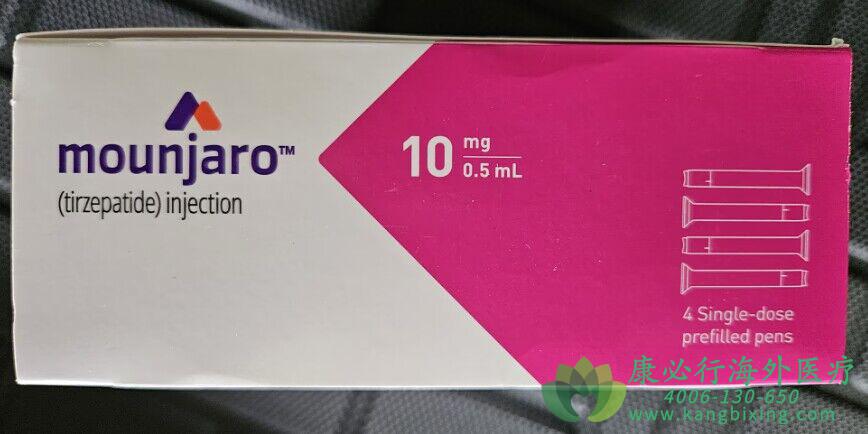 mounjaro™
(tirzepatide) injection
10 mg
0.5 mL
4 Single-dose
prefilled pens
康必行海外医疗
4006-130-650
www.kangbixing.com